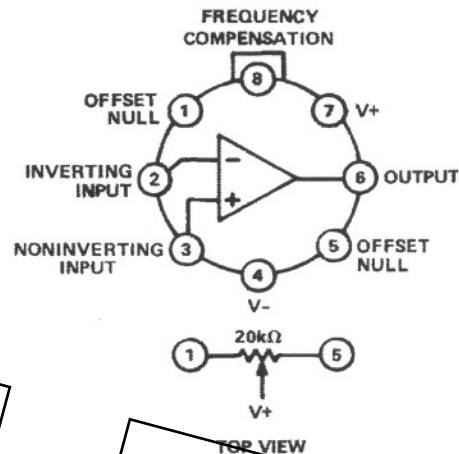 FREQUENCY
COMPENSATION
8
OFFSET
NULL
1
7
V+
INVERTING
INPUT
2
−
6
OUTPUT
NONINVERTING
INPUT
3
+
5
OFFSET
NULL
4
V−
20kΩ
1
5
V+
TOP VIEW